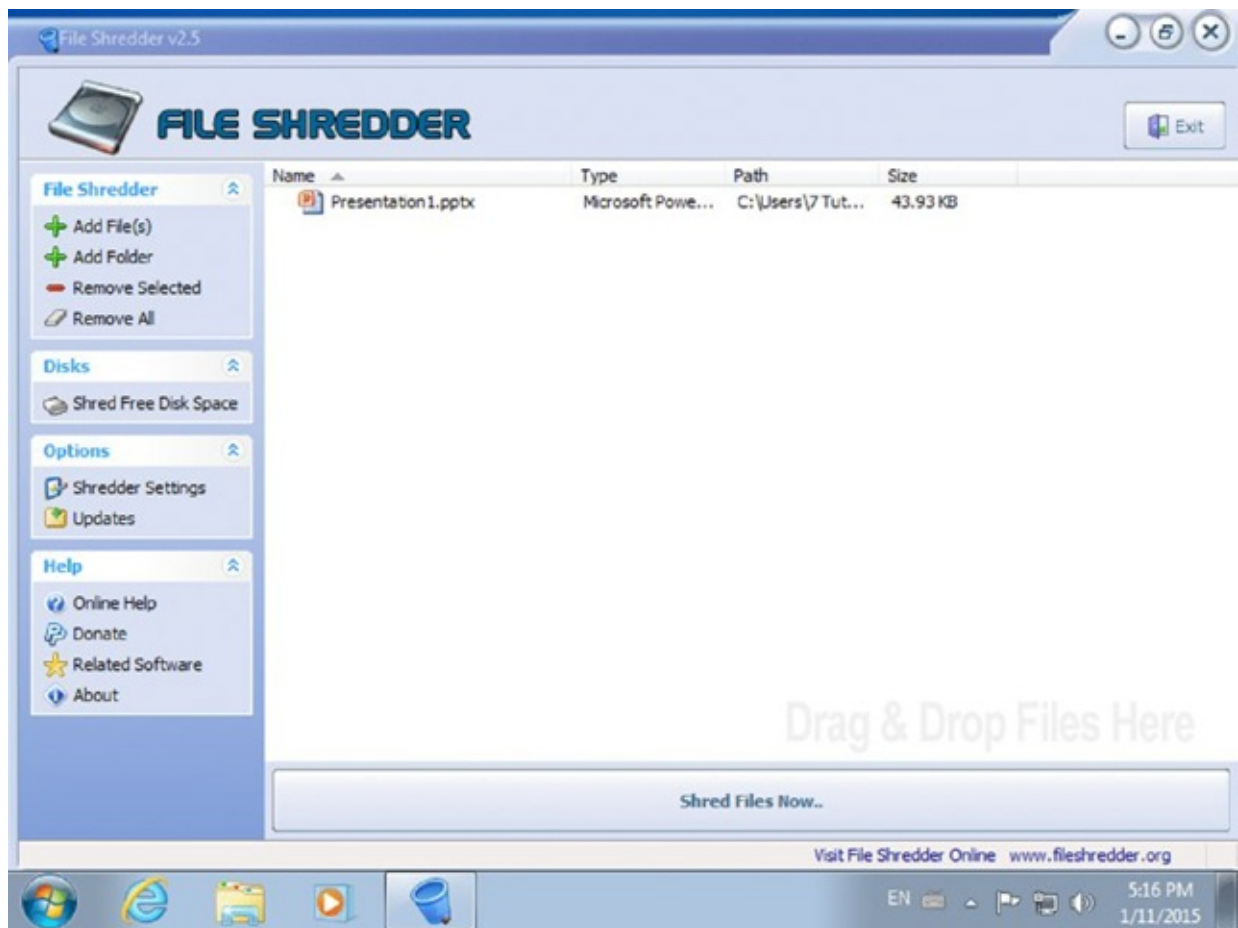 File Shredder v2.5
FILE SHREDDER
Exit
File Shredder
Add File(s)
Add Folder
Remove Selected
Remove All
Disks
Shred Free Disk Space
Options
Shredder Settings
Updates
Help
Online Help
Donate
Related Software
About
Name Type Path Size
Presentation1.pptx Microsoft Powe... C:\Users\7 Tut... 43.93 KB
Drag & Drop Files Here
Shred Files Now..
Visit File Shredder Online www.fileshredder.org
EN
5:16 PM
1/11/2015